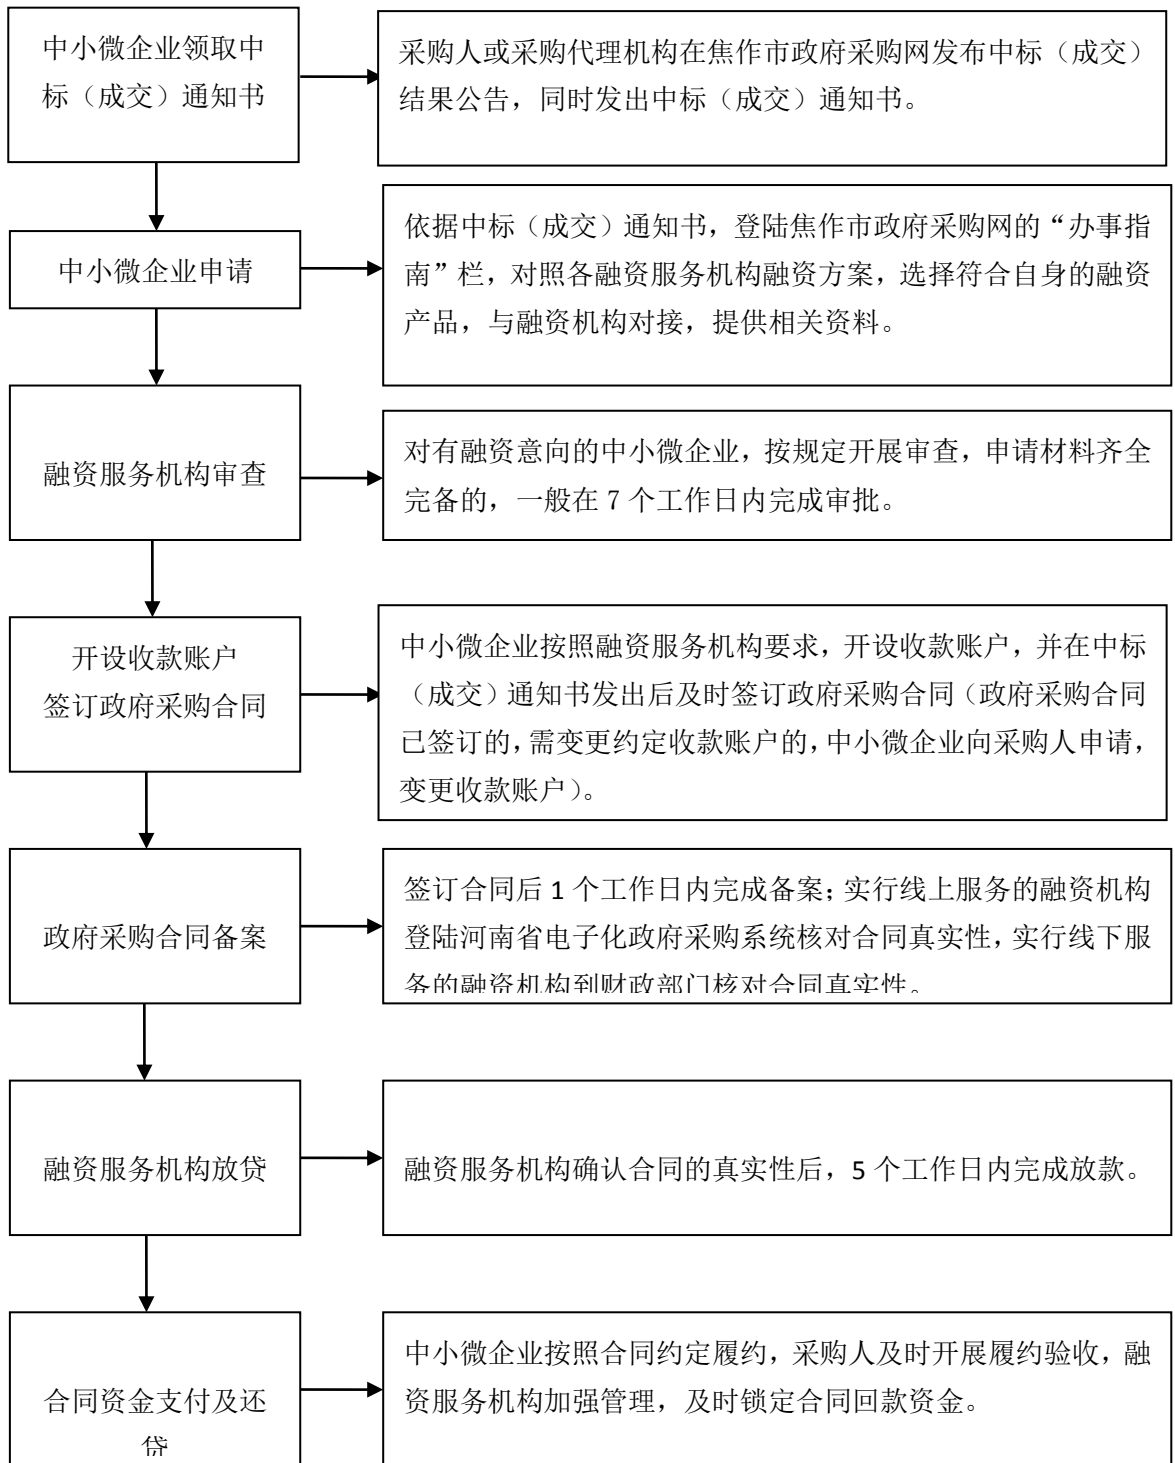 中小微企业领取中
标（成交）通知书
采购人或采购代理机构在焦作市政府采购网发布中标（成交）
结果公告，同时发出中标（成交）通知书。
中小微企业申请
依据中标（成交）通知书，登陆焦作市政府采购网的“办事指
南”栏，对照各融资服务机构融资方案，选择符合自身的融资
产品，与融资机构对接，提供相关资料。
融资服务机构审查
对有融资意向的中小微企业，按规定开展审查，申请材料齐全
完备的，一般在 7 个工作日内完成审批。
开设收款账户
签订政府采购合同
中小微企业按照融资服务机构要求，开设收款账户，并在中标
（成交）通知书发出后及时签订政府采购合同（政府采购合同
已签订的，需变更约定收款账户的，中小微企业向采购人申请，
变更收款账户）。
政府采购合同备案
签订合同后 1 个工作日内完成备案；实行线上服务的融资机构
登陆河南省电子化政府采购系统核对合同真实性，实行线下服
务的融资机构到财政部门核对合同真实性。
融资服务机构放贷
融资服务机构确认合同的真实性后，5 个工作日内完成放款。
合同资金支付及还
贷
中小微企业按照合同约定履约，采购人及时开展履约验收，融
资服务机构加强管理，及时锁定合同回款资金。